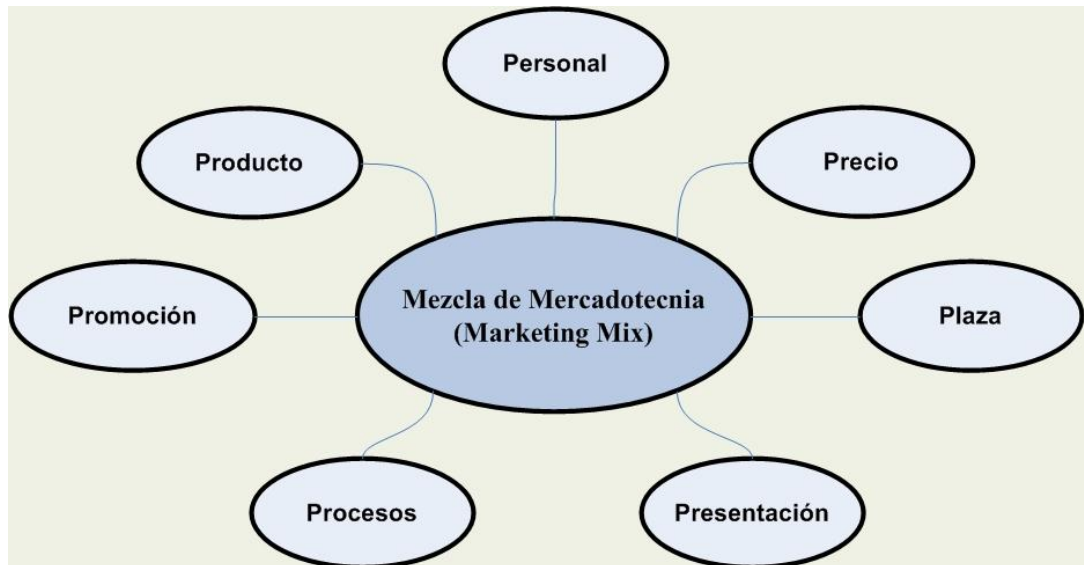 Personal
Producto
Precio
Mezcla de Mercadotecnia
(Marketing Mix)
Promoción
Plaza
Procesos
Presentación